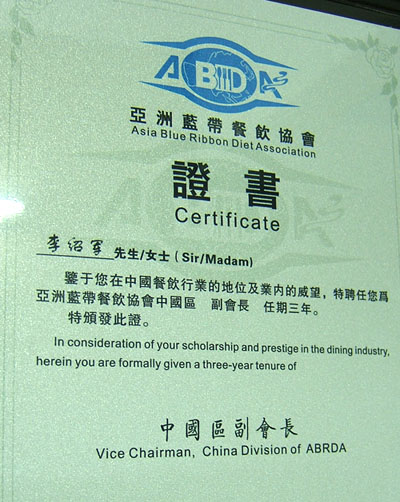 ABDA
亞洲藍帶餐飲協會
Asia Blue Ribbon Diet Association
證書
Certificate
李紹军 先生/女士 ( Sir/Madam )
鑒于您在中國餐飲行業的地位及業内的威望，特聘任您爲
亞洲藍帶餐飲協會中國區 副會長 任期三年。
特頒發此證。
In consideration of your scholarship and prestige in the dining industry,
herein you are formally given a three-year tenure of
中國區副會長
Vice Chairman, China Division of ABRDA